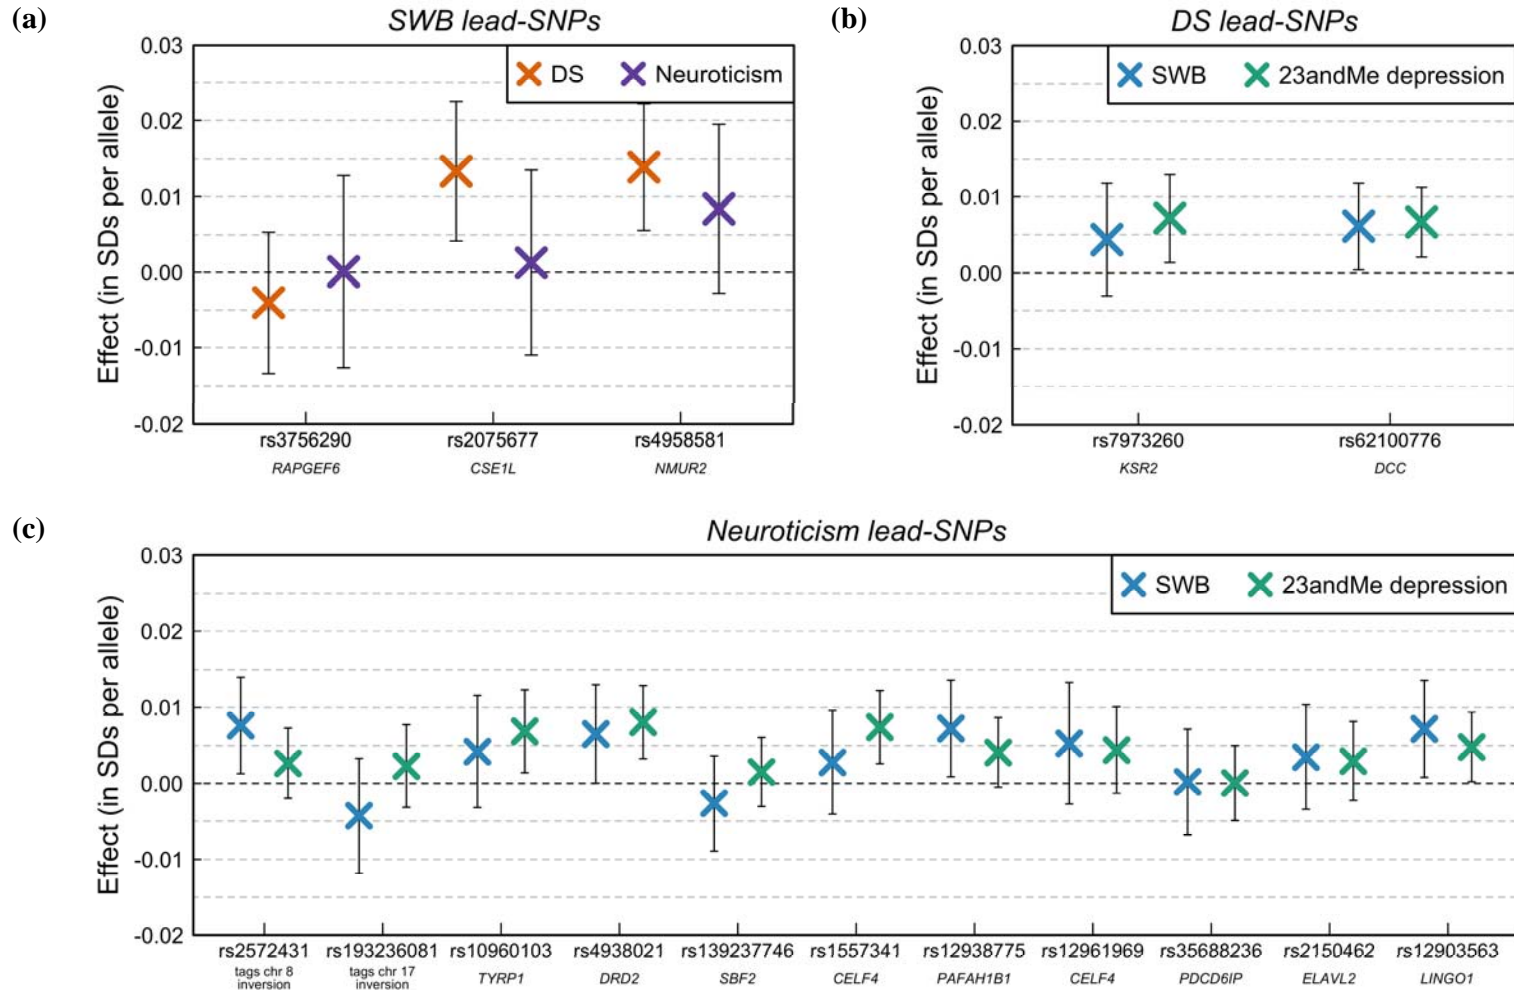 (a)
SWB lead-SNPs
DS
Neuroticism
Effect (in SDs per allele)
0.03
0.02
0.01
0.00
-0.01
-0.02
rs3756290
rs2075677
rs4958581
RAPGEF6
CSE1L
NMUR2
(b)
DS lead-SNPs
SWB
23andMe depression
Effect (in SDs per allele)
0.03
0.02
0.01
0.00
-0.01
-0.02
rs7973260
rs62100776
KSR2
DCC
(c)
Neuroticism lead-SNPs
SWB
23andMe depression
Effect (in SDs per allele)
0.03
0.02
0.01
0.00
-0.01
-0.02
rs2572431
rs193236081
rs10960103
rs4938021
rs139237746
rs1557341
rs12938775
rs12961969
rs35688236
rs2150462
rs12903563
tags chr 8
inversion
tags chr 17
inversion
TYRP1
DRD2
SBF2
CELF4
PAFAH1B1
CELF4
PDCD6IP
ELAVL2
LINGO1